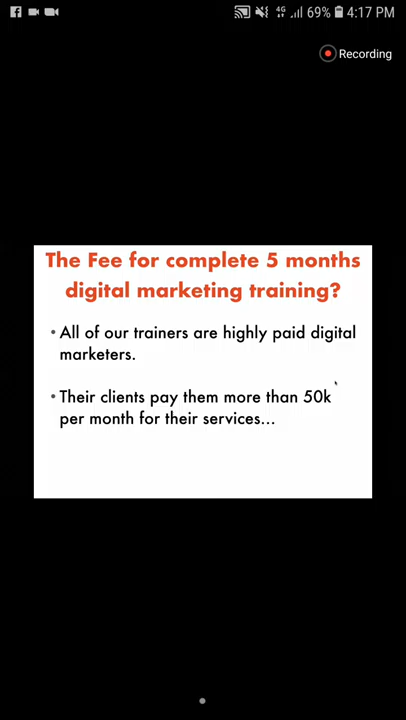 4G 69% 4:17 PM
Recording
The Fee for complete 5 months
digital marketing training?
• All of our trainers are highly paid digital
marketers.
• Their clients pay them more than 50k
per month for their services...